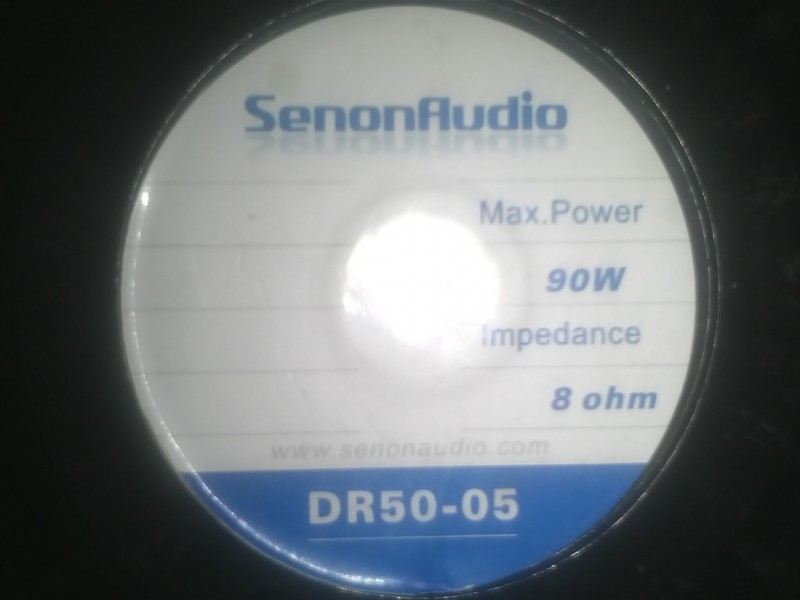 SenonAudio
Max.Power
90W
Impedance
8 ohm
www.senonaudio.com
DR50-05